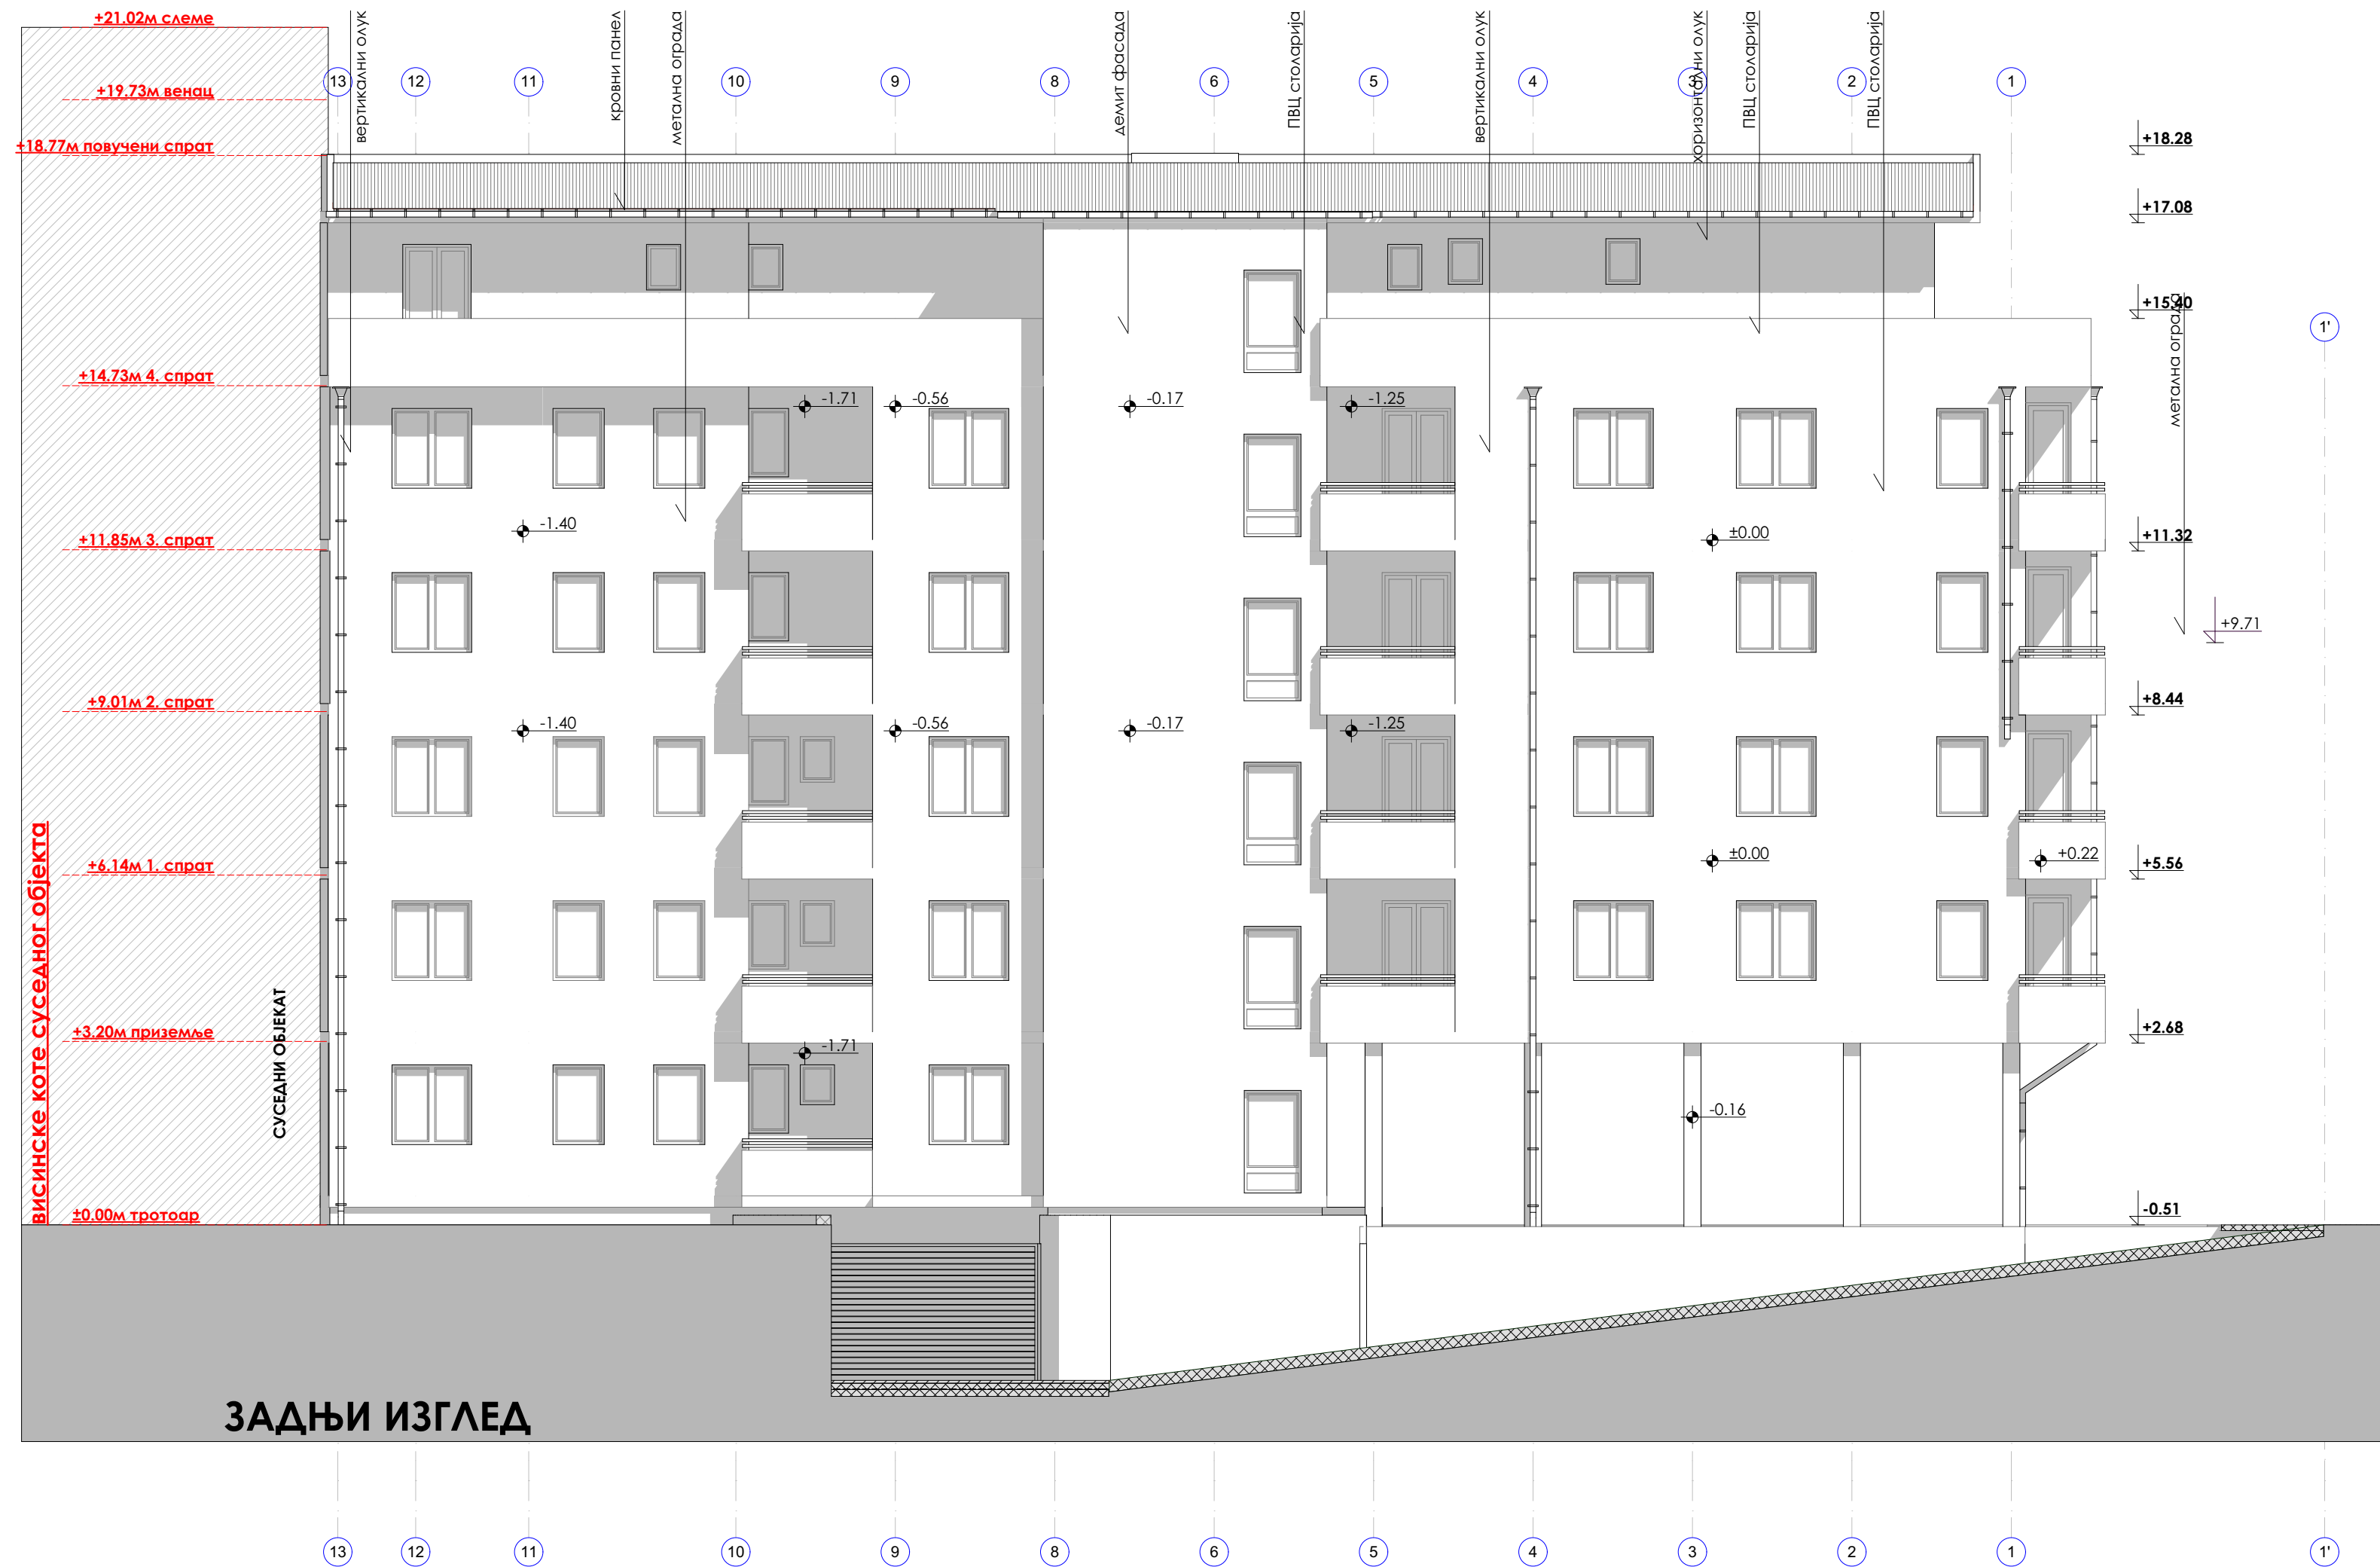 +21.02м слеме
+19.73м венац
+18.77м повучени спрат
+14.73м 4. спрат
+11.85м 3. спрат
+9.01м 2. спрат
+6.14м 1. спрат
+3.20м приземље
±0.00м тротоар
висинске коте суседног објекта
СУСЕДНИ ОБЈЕКАТ
13
12
11
10
9
8
6
5
4
3
2
1
1'
вертикални олук
кровни панел
метална ограда
демит фасада
ПВЦ столарија
вертикални олук
хоризонтални олук
ПВЦ столарија
ПВЦ столарија
метална ограда
+18.28
+17.08
+15.40
+11.32
+9.71
+8.44
+5.56
+2.68
-0.51
-1.71
-0.56
-0.17
-1.25
-1.40
±0.00
-1.40
-0.56
-0.17
-1.25
±0.00
+0.22
-1.71
-0.16
ЗАДЊИ ИЗГЛЕД
13
12
11
10
9
8
6
5
4
3
2
1
1'